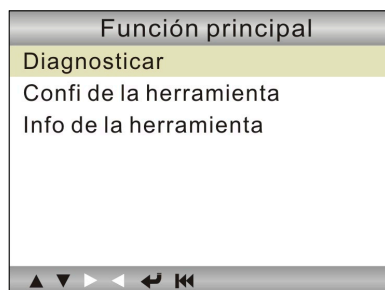 Función principal
Diagnosticar
Confi de la herramienta
Info de la herramienta